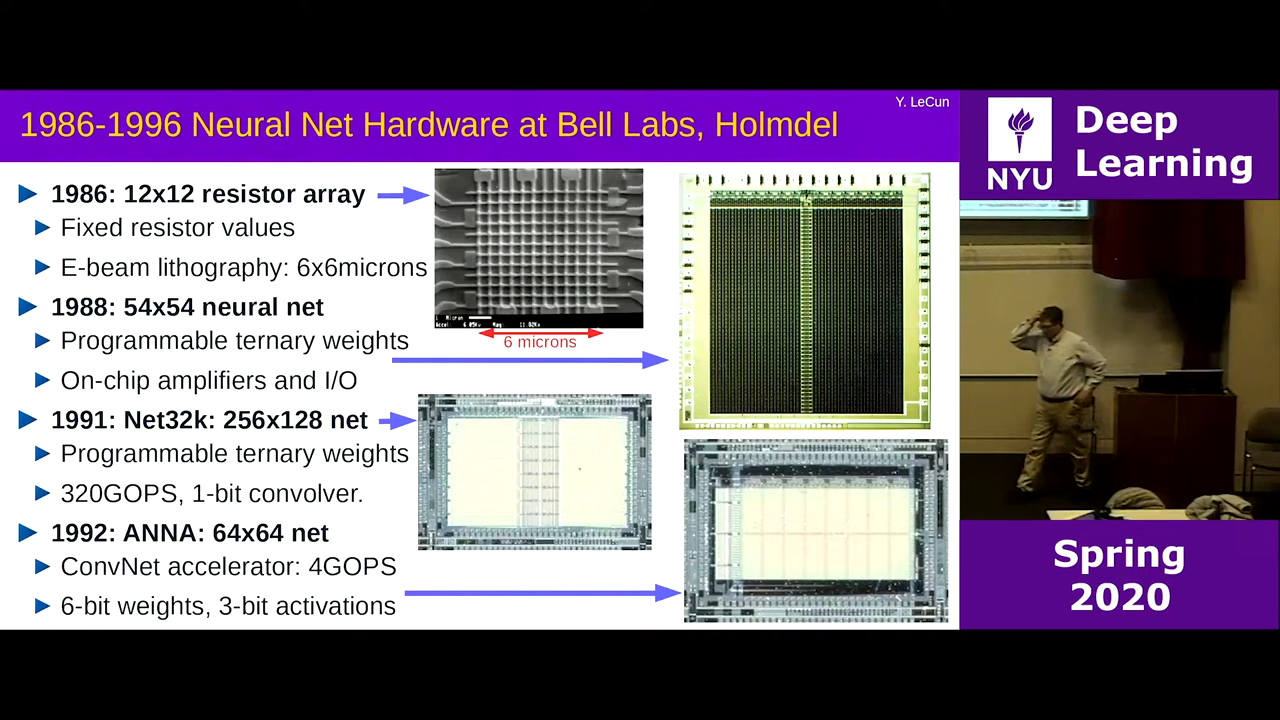 Y. LeCun
1986-1996 Neural Net Hardware at Bell Labs, Holmdel
1986: 12x12 resistor array
Fixed resistor values
E-beam lithography: 6x6microns
1988: 54x54 neural net
Programmable ternary weights
On-chip amplifiers and I/O
1991: Net32k: 256x128 net
Programmable ternary weights
320GOPS, 1-bit convolver.
1992: ANNA: 64x64 net
ConvNet accelerator: 4GOPS
6-bit weights, 3-bit activations
6 microns
NYU
Deep
Learning
Spring
2020